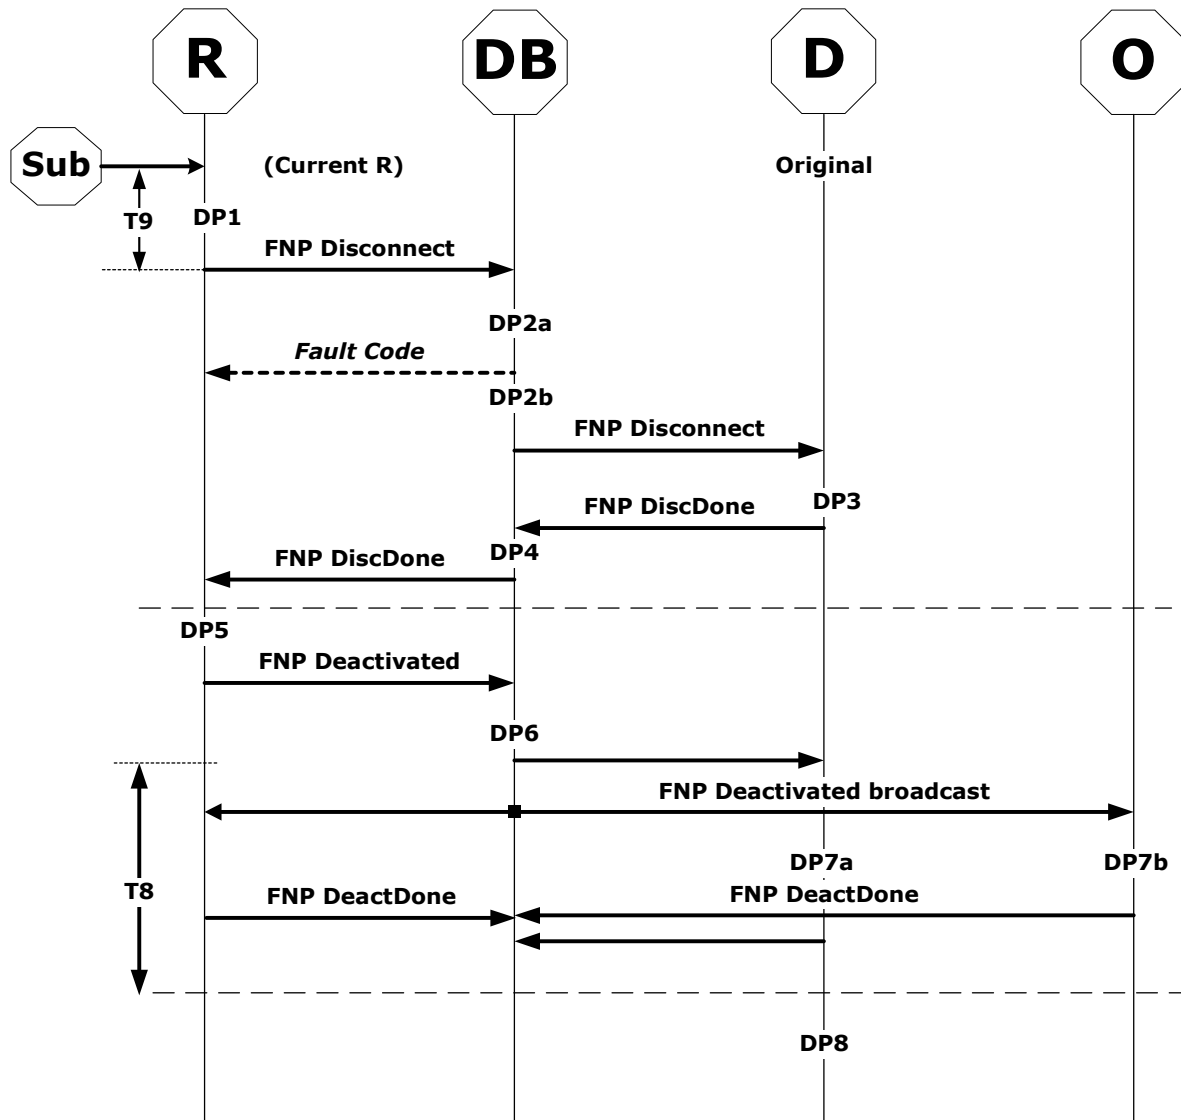 R
DB
D
O
Sub
(Current R)
Original
T9
DP1
FNP Disconnect
DP2a
Fault Code
DP2b
FNP Disconnect
DP3
FNP DiscDone
DP4
FNP DiscDone
DP5
FNP Deactivated
DP6
FNP Deactivated broadcast
DP7a
DP7b
T8
FNP DeactDone
FNP DeactDone
DP8